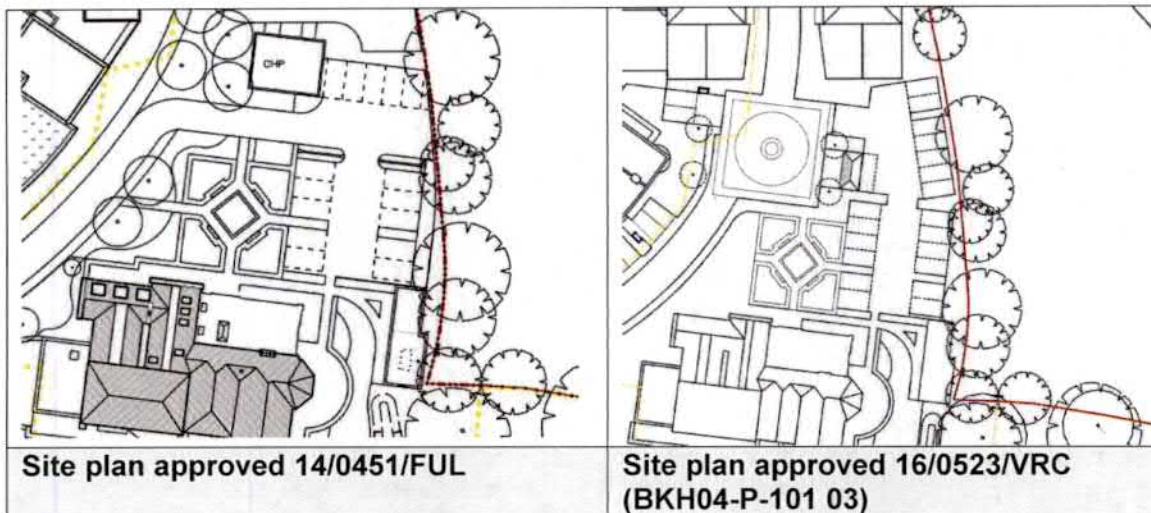 CHP
Site plan approved 14/0451/FUL
Site plan approved 16/0523/VRC
(BKH04-P-101 03)